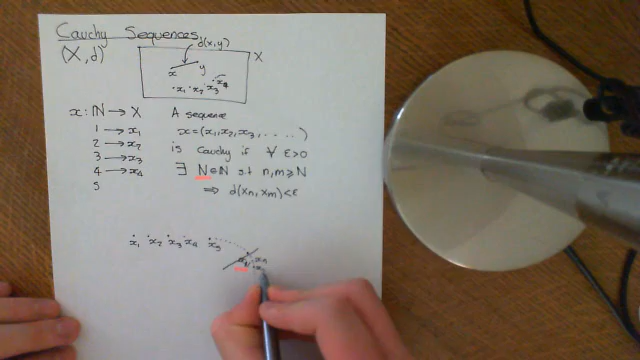 Cauchy Sequences
(X,d)
d(x,y)
X
x y
x₁ x₂ x₃ x₄
x: ℕ → X A sequence
1 → x₁ x=(x₁,x₂,x₃,.....)
2 → x₂ is Cauchy if ∀ ε>0
3 → x₃ ∃ N∈ℕ st n,m⩾N
4 → x₄ ⟹ d(xₙ,xₘ)<ε
5
x₁ x₂ x₃ x₄ x₅